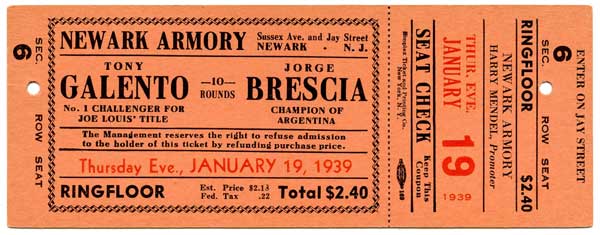 SEC.
6
ROW
SEAT
NEWARK ARMORY
Sussex Ave. and Jay Street
NEWARK - N. J.
TONY
GALENTO
No. 1 CHALLENGER FOR
JOE LOUIS' TITLE
—10—
ROUNDS
JORGE
BRESCIA
CHAMPION OF
ARGENTINA
The Management reserves the right to refuse admission
to the holder of this ticket by refunding purchase price.
Thursday Eve., JANUARY 19, 1939
RINGFLOOR
Est. Price $2.18
Fed. Tax .22
Total $2.40
New York, N. Y.
SEAT CHECK
Keep This
Coupon
THUR. EVE.
JANUARY
19
1939
HARRY MENDEL, Promoter
NEWARK ARMORY
RINGFLOOR
$2.40
SEC.
6
ROW
SEAT
ENTER ON JAY STREET